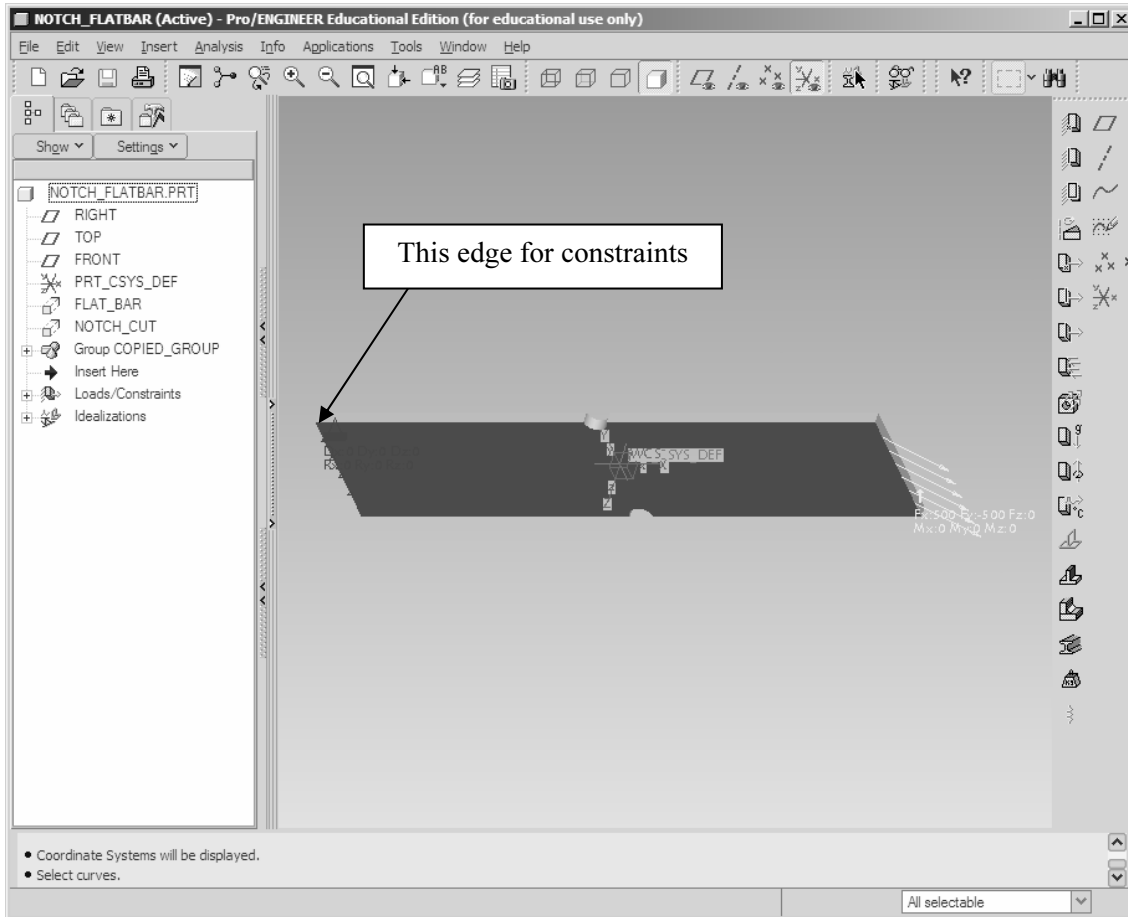 NOTCH_FLATBAR (Active) - Pro/ENGINEER Educational Edition (for educational use only)
File Edit View Insert Analysis Info Applications Tools Window Help
Show Settings
NOTCH_FLATBAR.PRT
RIGHT
TOP
FRONT
PRT_CSYS_DEF
FLAT_BAR
NOTCH_CUT
Group COPIED_GROUP
Insert Here
Loads/Constraints
Idealizations
This edge for constraints
Y
Y
X
Z
Z
Fx:500 Fy:-500 Fz:0
Mx:0 My:0 Mz:0
• Coordinate Systems will be displayed.
• Select curves.
All selectable